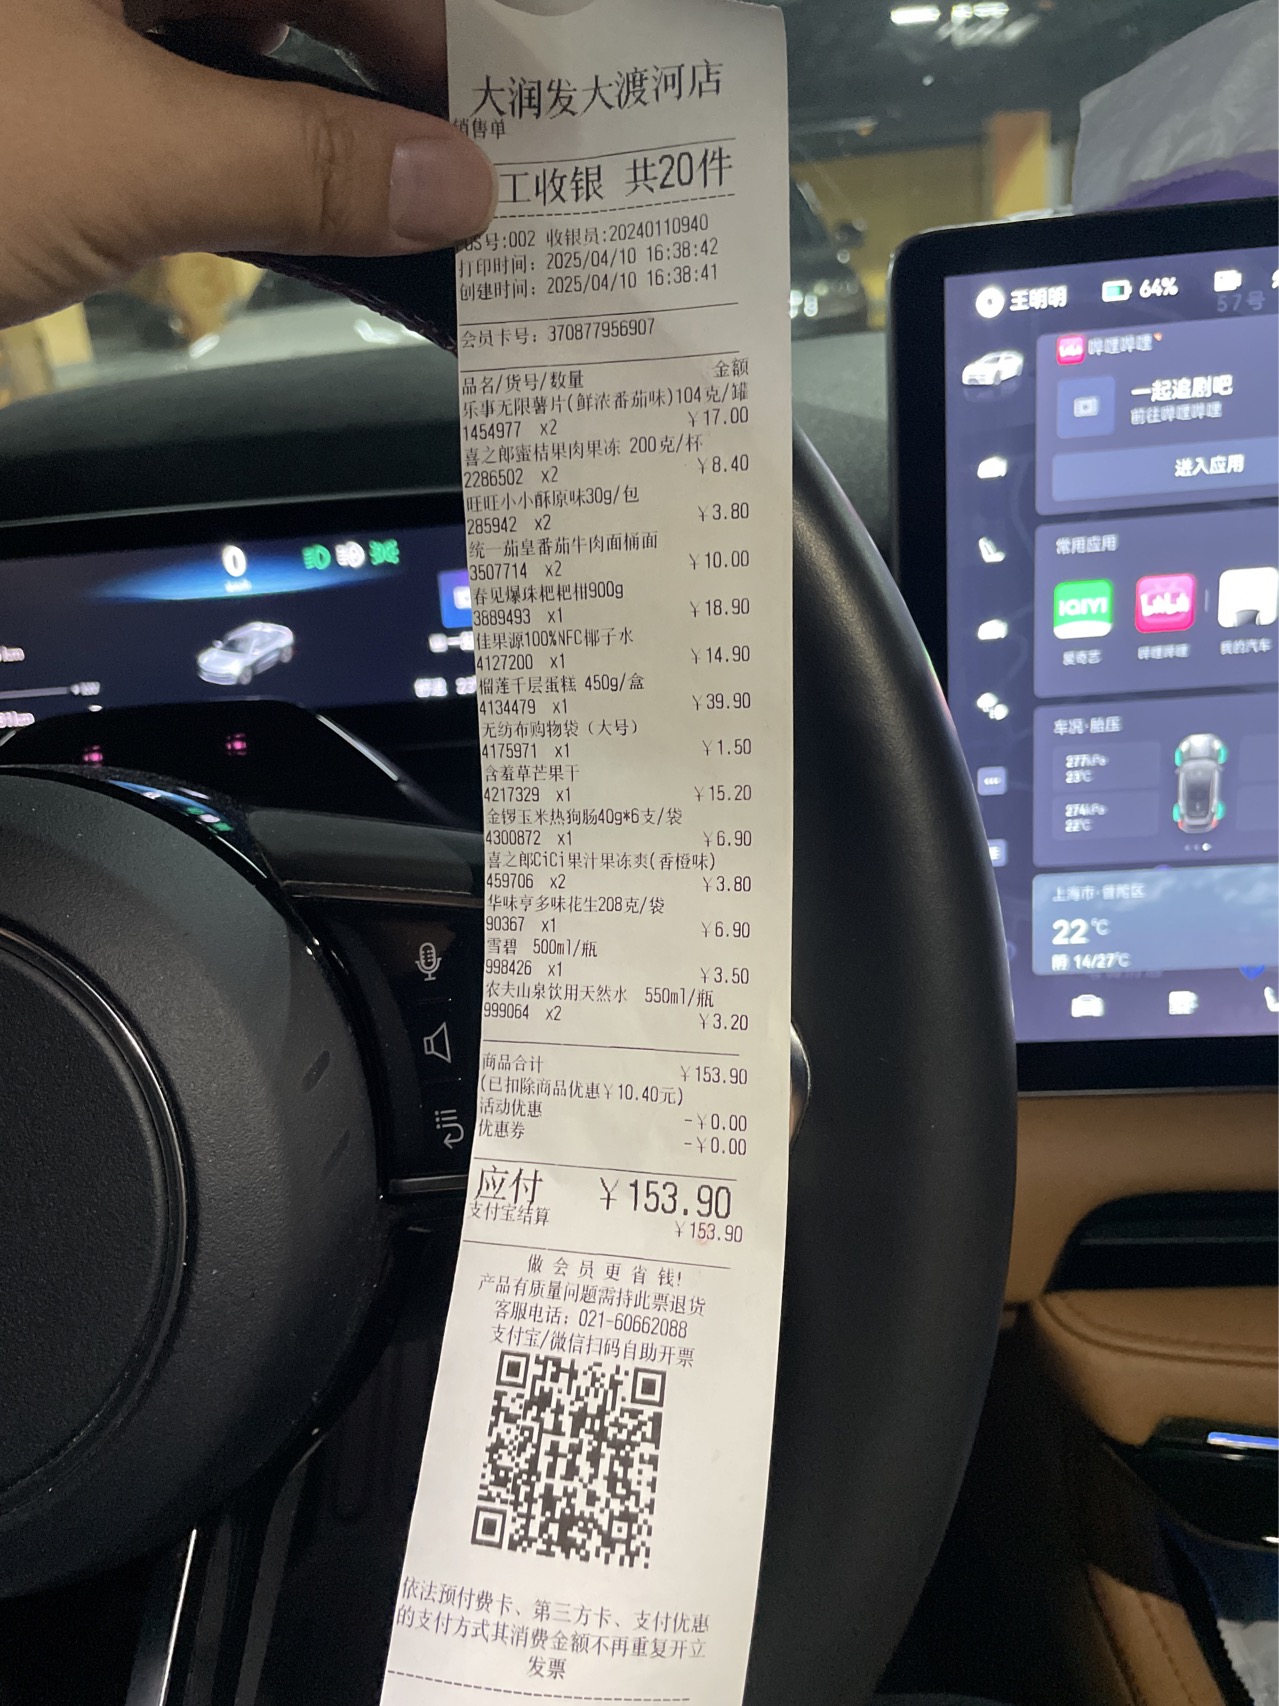 大润发大渡河店
销售单
工收银 共20件
号:002 收银员:20240110940
打印时间: 2025/04/10 16:38:42
创建时间: 2025/04/10 16:38:41
会员卡号: 370877956907
品名/货号/数量 金额
乐事无限薯片(鲜浓番茄味)104克/罐
1454977 x2 ￥17.00
喜之郎蜜桔果肉果冻 200克/杯
2286502 x2 ￥8.40
旺旺小小酥原味30g/包
285942 x2 ￥3.80
统一茄皇番茄牛肉面桶面
3507714 x2 ￥10.00
春见爆珠粑粑柑900g
3889493 x1 ￥18.90
佳果源100%NFC椰子水
4127200 x1 ￥14.90
榴莲千层蛋糕 450g/盒
4134479 x1 ￥39.90
无纺布购物袋（大号）
4175971 x1 ￥1.50
含羞草芒果干
4217329 x1 ￥15.20
金锣玉米热狗肠40g*6支/袋
4300872 x1 ￥6.90
喜之郎CiCi果汁果冻爽(香橙味)
459706 x2 ￥3.80
华味亨多味花生208克/袋
90367 x1 ￥6.90
雪碧 500ml/瓶
998426 x1 ￥3.50
农夫山泉饮用天然水 550ml/瓶
999064 x2 ￥3.20
商品合计 ￥153.90
(已扣除商品优惠￥10.40元)
活动优惠 -￥0.00
优惠券 -￥0.00
应付 ￥153.90
支付宝结算 ￥153.90
做会员更省钱!
产品有质量问题需持此票退货
客服电话: 021-60662088
支付宝/微信扫码自助开票
依法预付费卡、第三方卡、支付优惠
的支付方式其消费金额不再重复开立
发票
王明明 64%
57号
哔哩哔哩
一起追剧吧
前往哔哩哔哩
进入应用
常用应用
iQIYI
爱奇艺 哔哩哔哩 我的汽车
车况·胎压
277kPa
23℃
274kPa
22℃
上海市·普陀区
22℃
阴 14/27℃
0